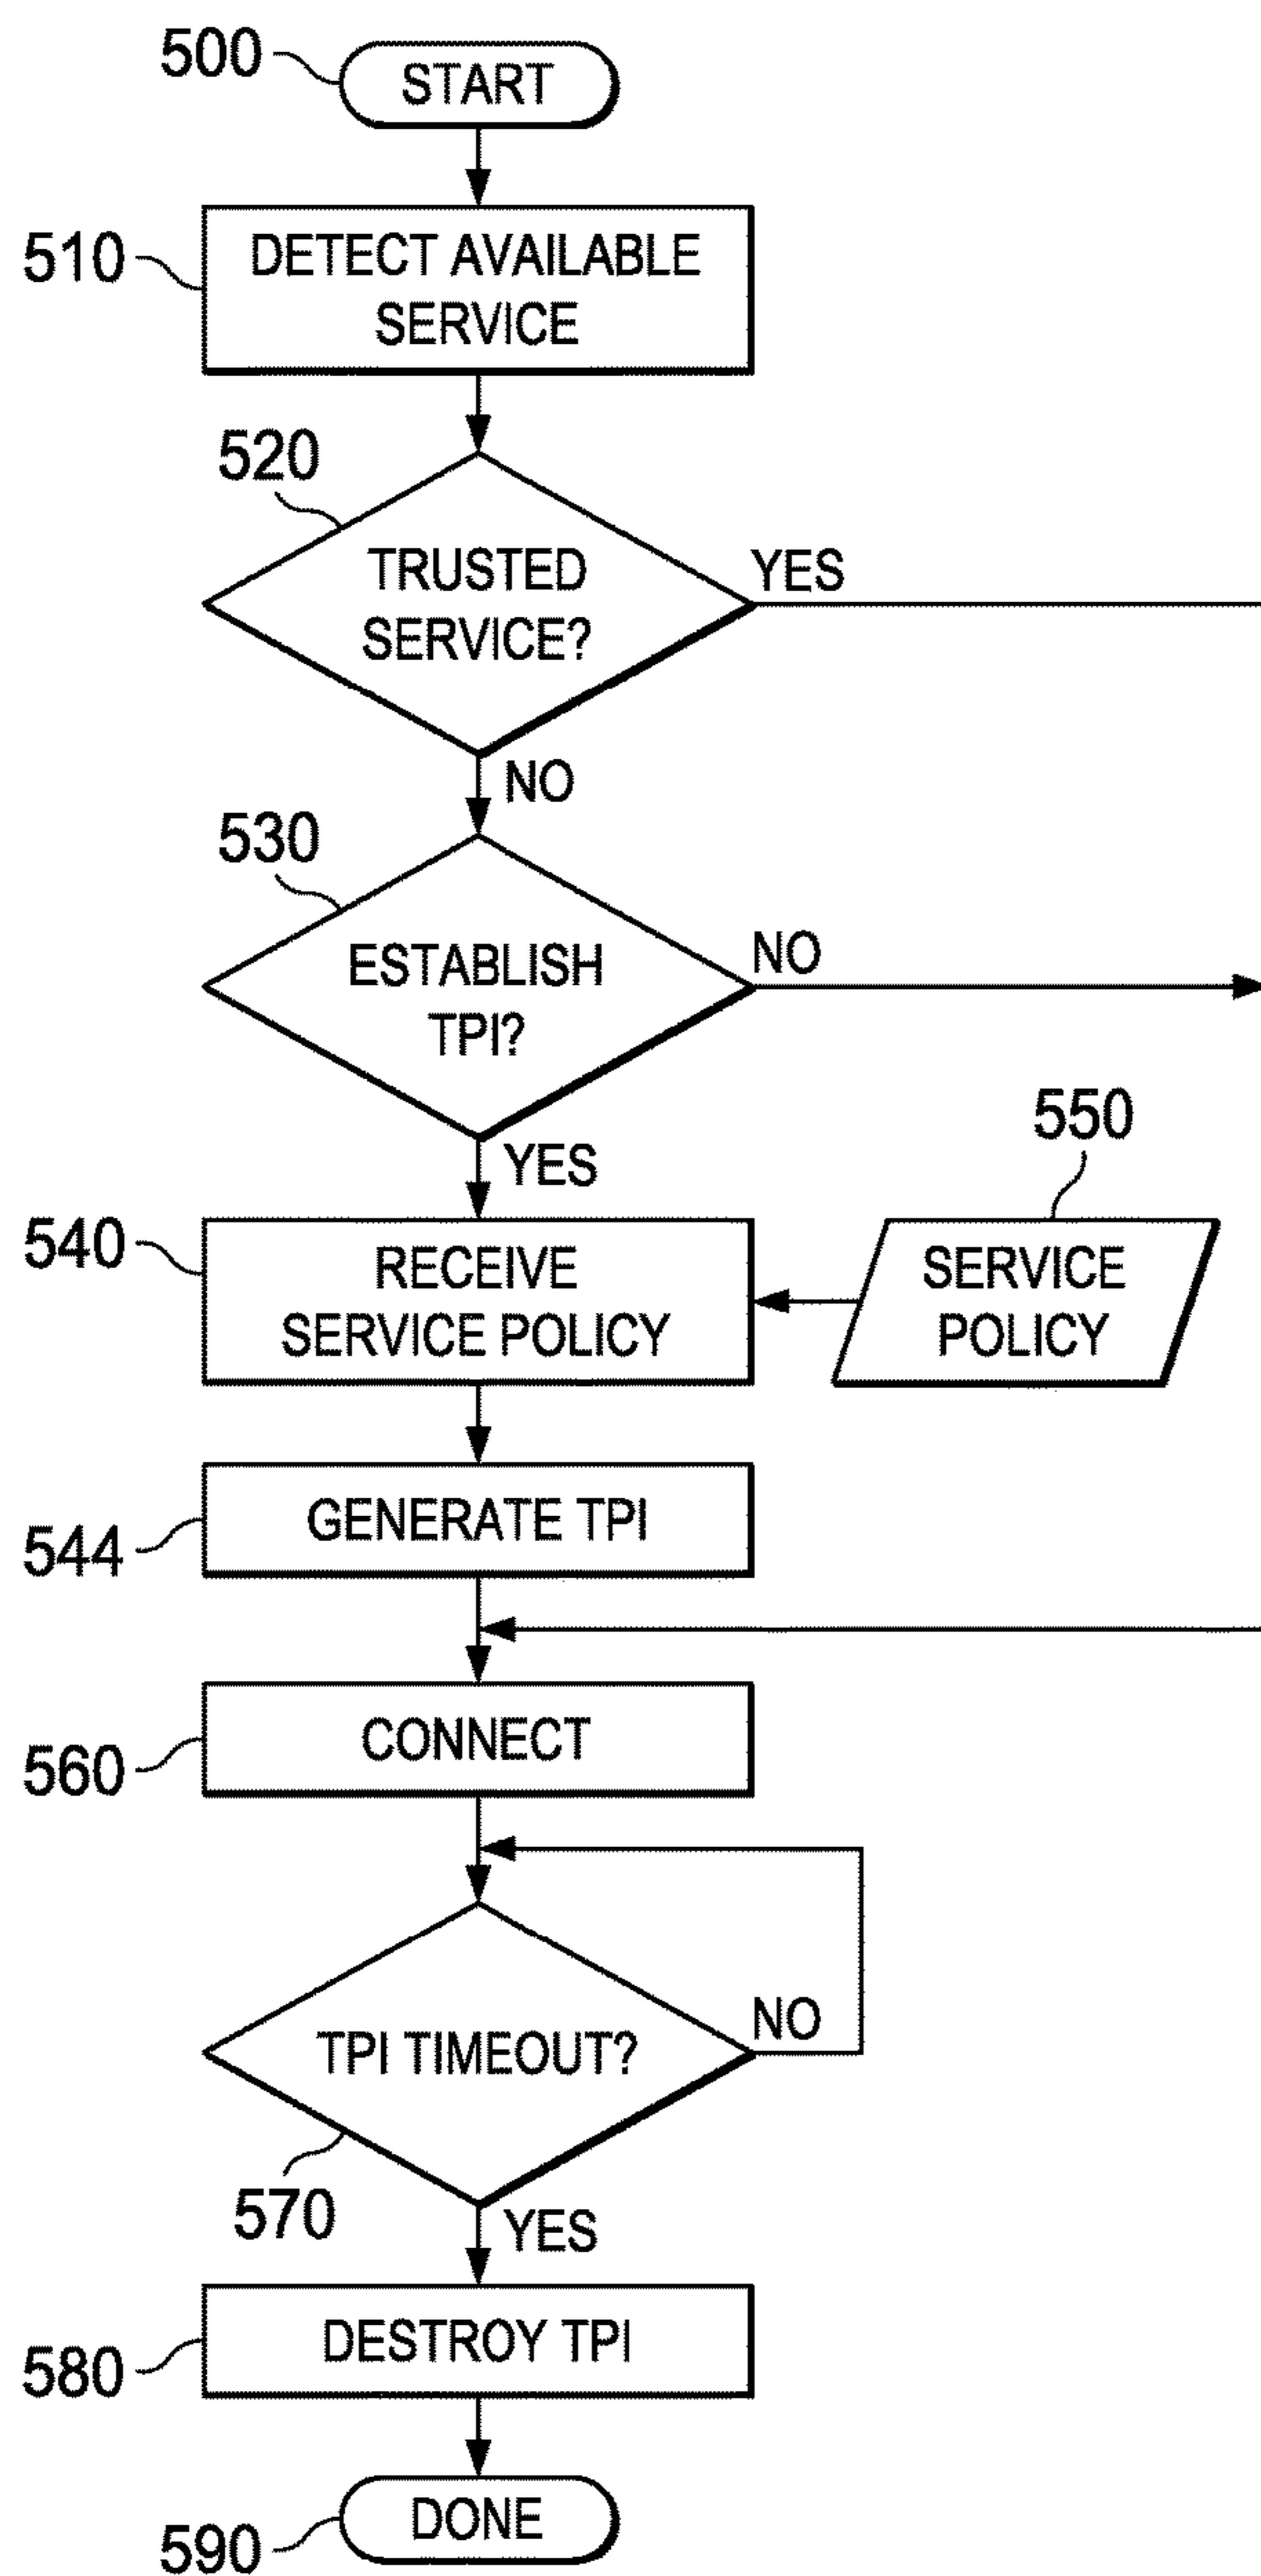 500
START
510
DETECT AVAILABLE
SERVICE
520
TRUSTED
SERVICE?
YES
NO
530
ESTABLISH
TPI?
NO
YES
550
540
RECEIVE
SERVICE POLICY
SERVICE
POLICY
544
GENERATE TPI
560
CONNECT
TPI TIMEOUT?
NO
570
YES
580
DESTROY TPI
590
DONE